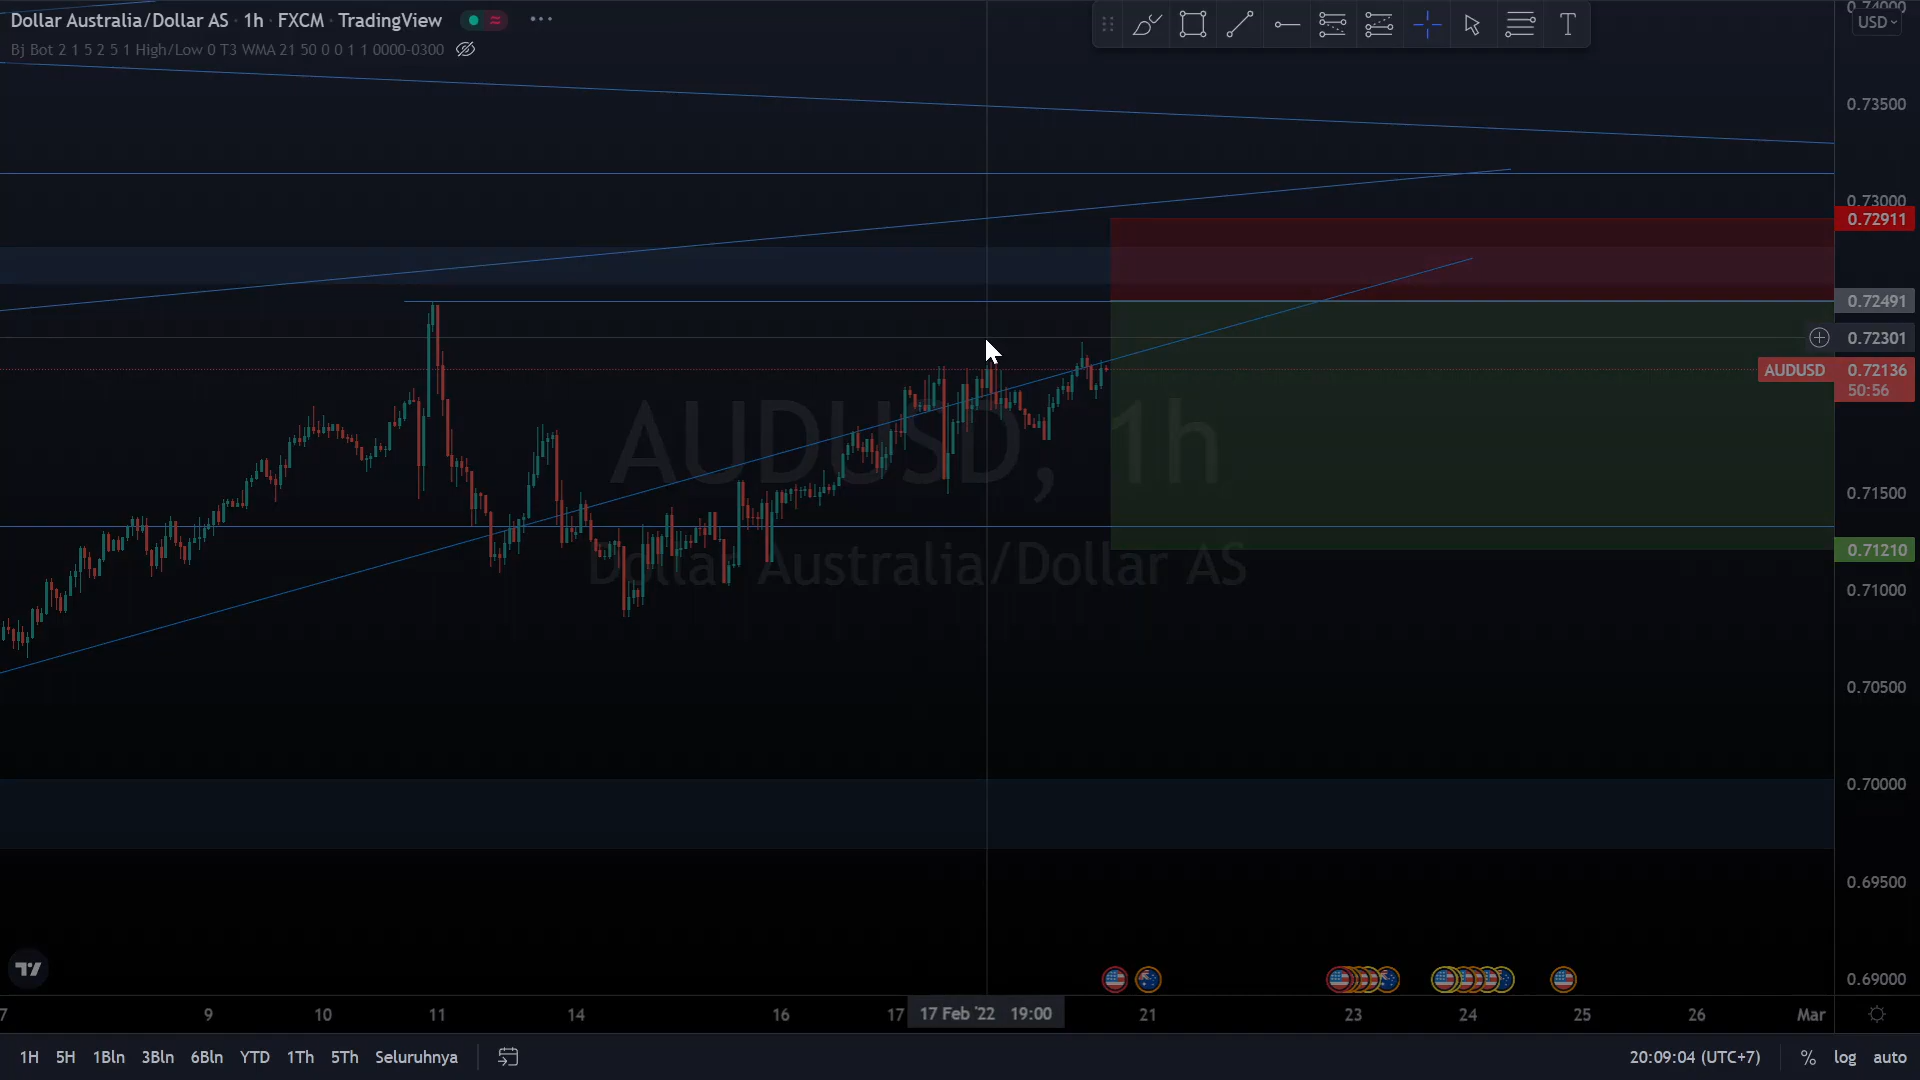 Dollar Australia/Dollar AS · 1h · FXCM · TradingView
Bj Bot 2 1 5 2 5 1 High/Low 0 T3 WMA 21 50 0 0 1 1 0000-0300
T
0.74000
USD
0.73500
0.73000
0.72911
0.72491
0.72301
AUDUSD 0.72136
50:56
AUDUSD, 1h
Dollar Australia/Dollar AS
0.71500
0.71210
0.71000
0.70500
0.70000
0.69500
0.69000
7 9 10 11 14 16 17 17 Feb '22 19:00 21 23 24 25 26 Mar
1H 5H 1Bln 3Bln 6Bln YTD 1Th 5Th Seluruhnya 20:09:04 (UTC+7) % log auto